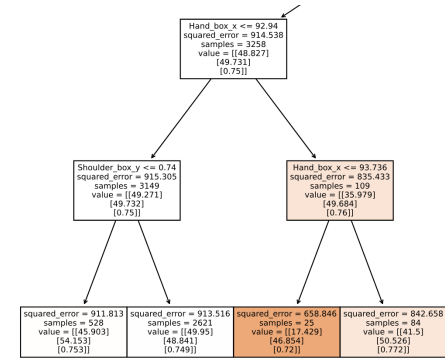 Hand_box_x <= 92.94
squared_error = 914.538
samples = 3258
value = [[48.827]
[49.731]
[0.75]]
Shoulder_box_y <= 0.74
squared_error = 915.305
samples = 3149
value = [[49.271]
[49.732]
[0.75]]
Hand_box_x <= 93.736
squared_error = 835.433
samples = 109
value = [[35.979]
[49.684]
[0.76]]
squared_error = 911.813
samples = 528
value = [[45.903]
[54.153]
[0.753]]
squared_error = 913.516
samples = 2621
value = [[49.95]
[48.841]
[0.749]]
squared_error = 658.846
samples = 25
value = [[17.429]
[46.854]
[0.72]]
squared_error = 842.658
samples = 84
value = [[41.5]
[50.526]
[0.772]]